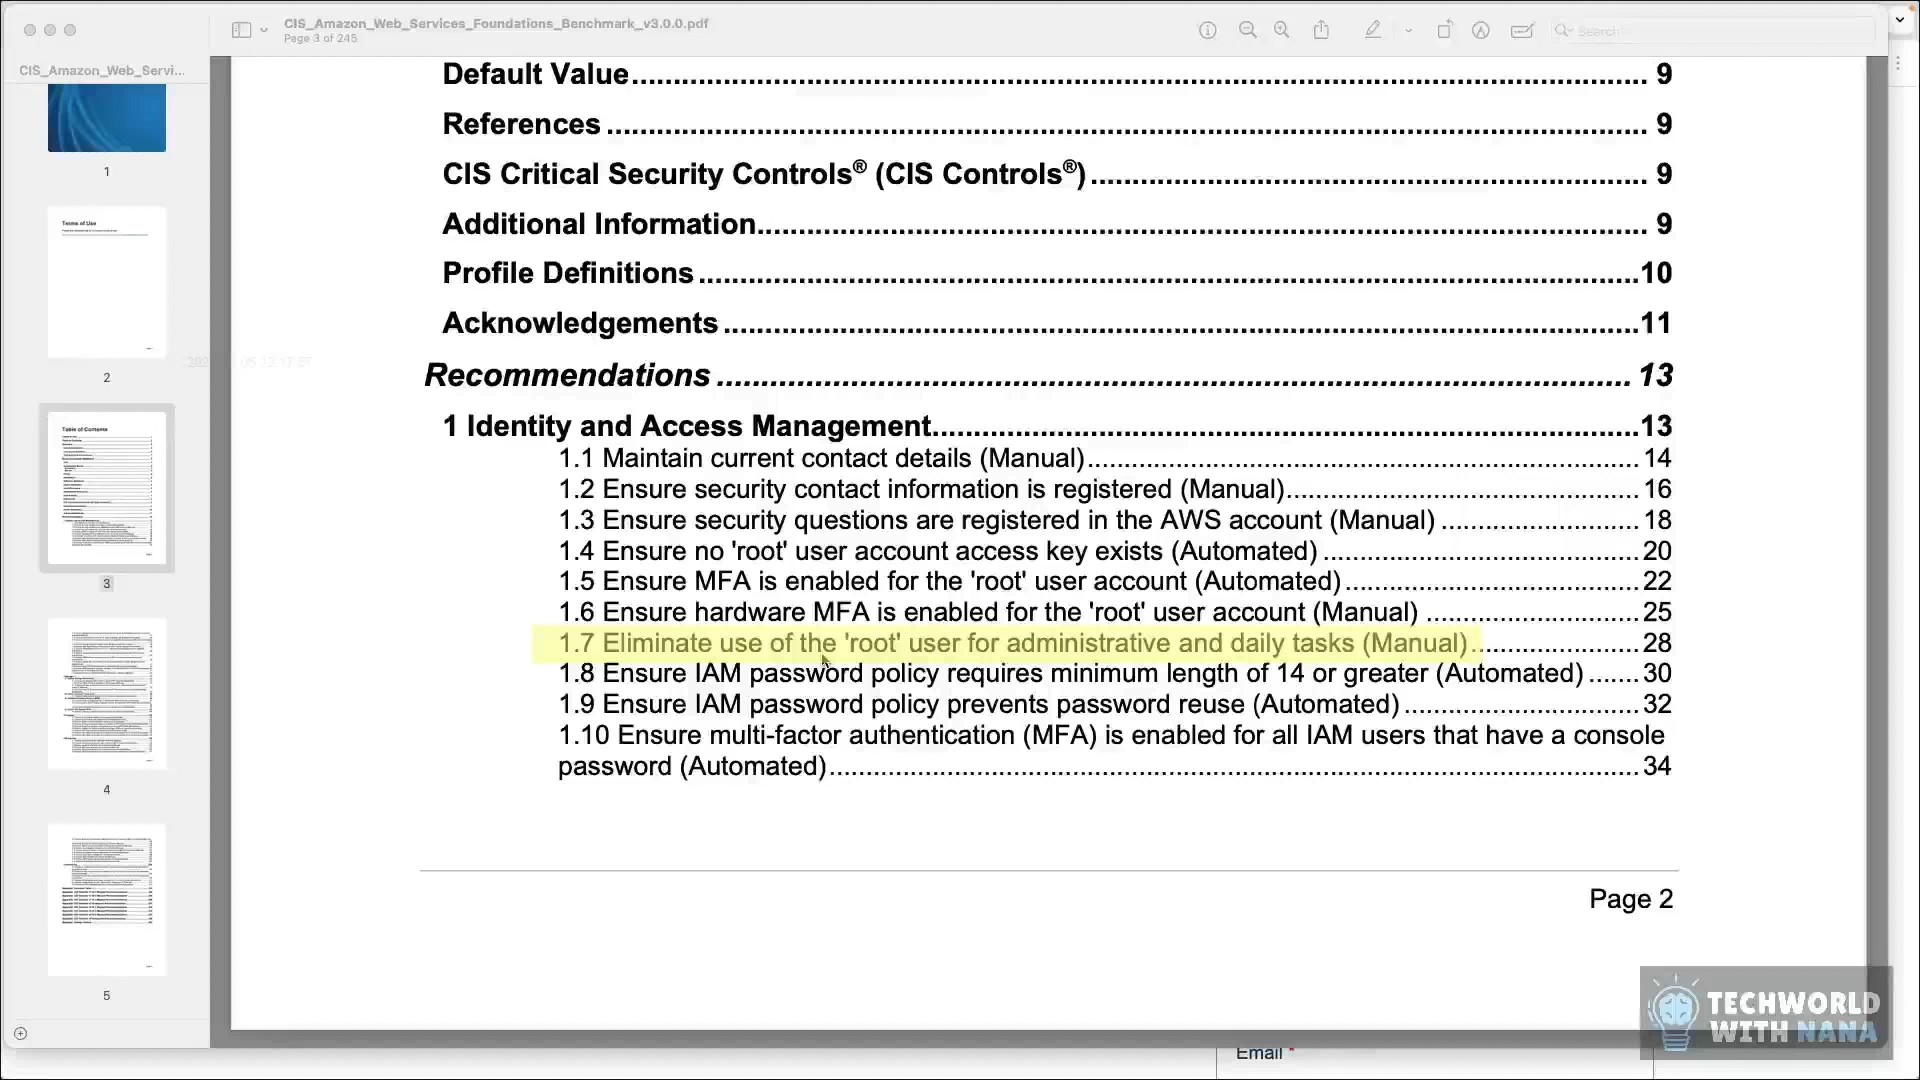 CIS_Amazon_Web_Services_Foundations_Benchmark_v3.0.0.pdf
Page 3 of 245
Search
CIS_Amazon_Web_Servi...
1
Terms of Use
2
Table of Contents
3
4
5
Default Value 9
References 9
CIS Critical Security Controls® (CIS Controls®) 9
Additional Information 9
Profile Definitions 10
Acknowledgements 11
Recommendations 13
1 Identity and Access Management 13
1.1 Maintain current contact details (Manual) 14
1.2 Ensure security contact information is registered (Manual) 16
1.3 Ensure security questions are registered in the AWS account (Manual) 18
1.4 Ensure no 'root' user account access key exists (Automated) 20
1.5 Ensure MFA is enabled for the 'root' user account (Automated) 22
1.6 Ensure hardware MFA is enabled for the 'root' user account (Manual) 25
1.7 Eliminate use of the 'root' user for administrative and daily tasks (Manual) 28
1.8 Ensure IAM password policy requires minimum length of 14 or greater (Automated) 30
1.9 Ensure IAM password policy prevents password reuse (Automated) 32
1.10 Ensure multi-factor authentication (MFA) is enabled for all IAM users that have a console
password (Automated) 34
Page 2
Email *
TECHWORLD
WITH NANA